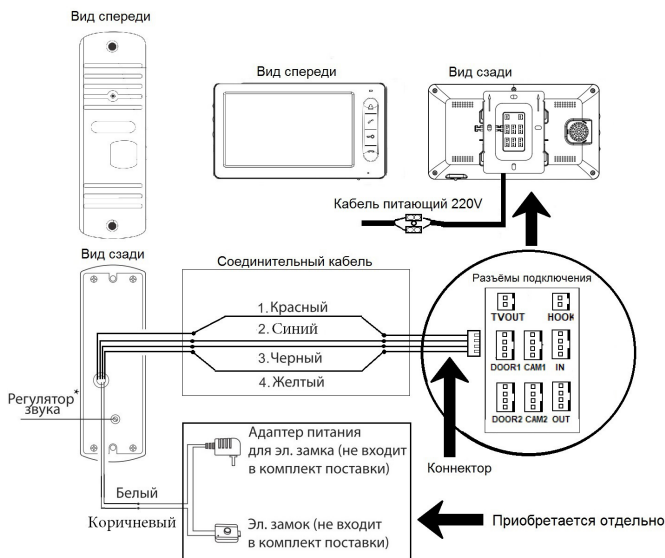 Вид спереди
Вид спереди
Вид сзади
Кабель питающий 220V
Вид сзади
Соединительный кабель
1. Красный
2. Синий
3. Черный
4. Желтый
Разъёмы подключения
TVOUT
HOOK
DOOR1 CAM1 IN
DOOR2 CAM2 OUT
Регулятор*
звука
Коннектор
Адаптер питания
для эл. замка (не входит
в комплект поставки)
Белый
Коричневый
Эл. замок (не входит
в комплект поставки)
Приобретается отдельно